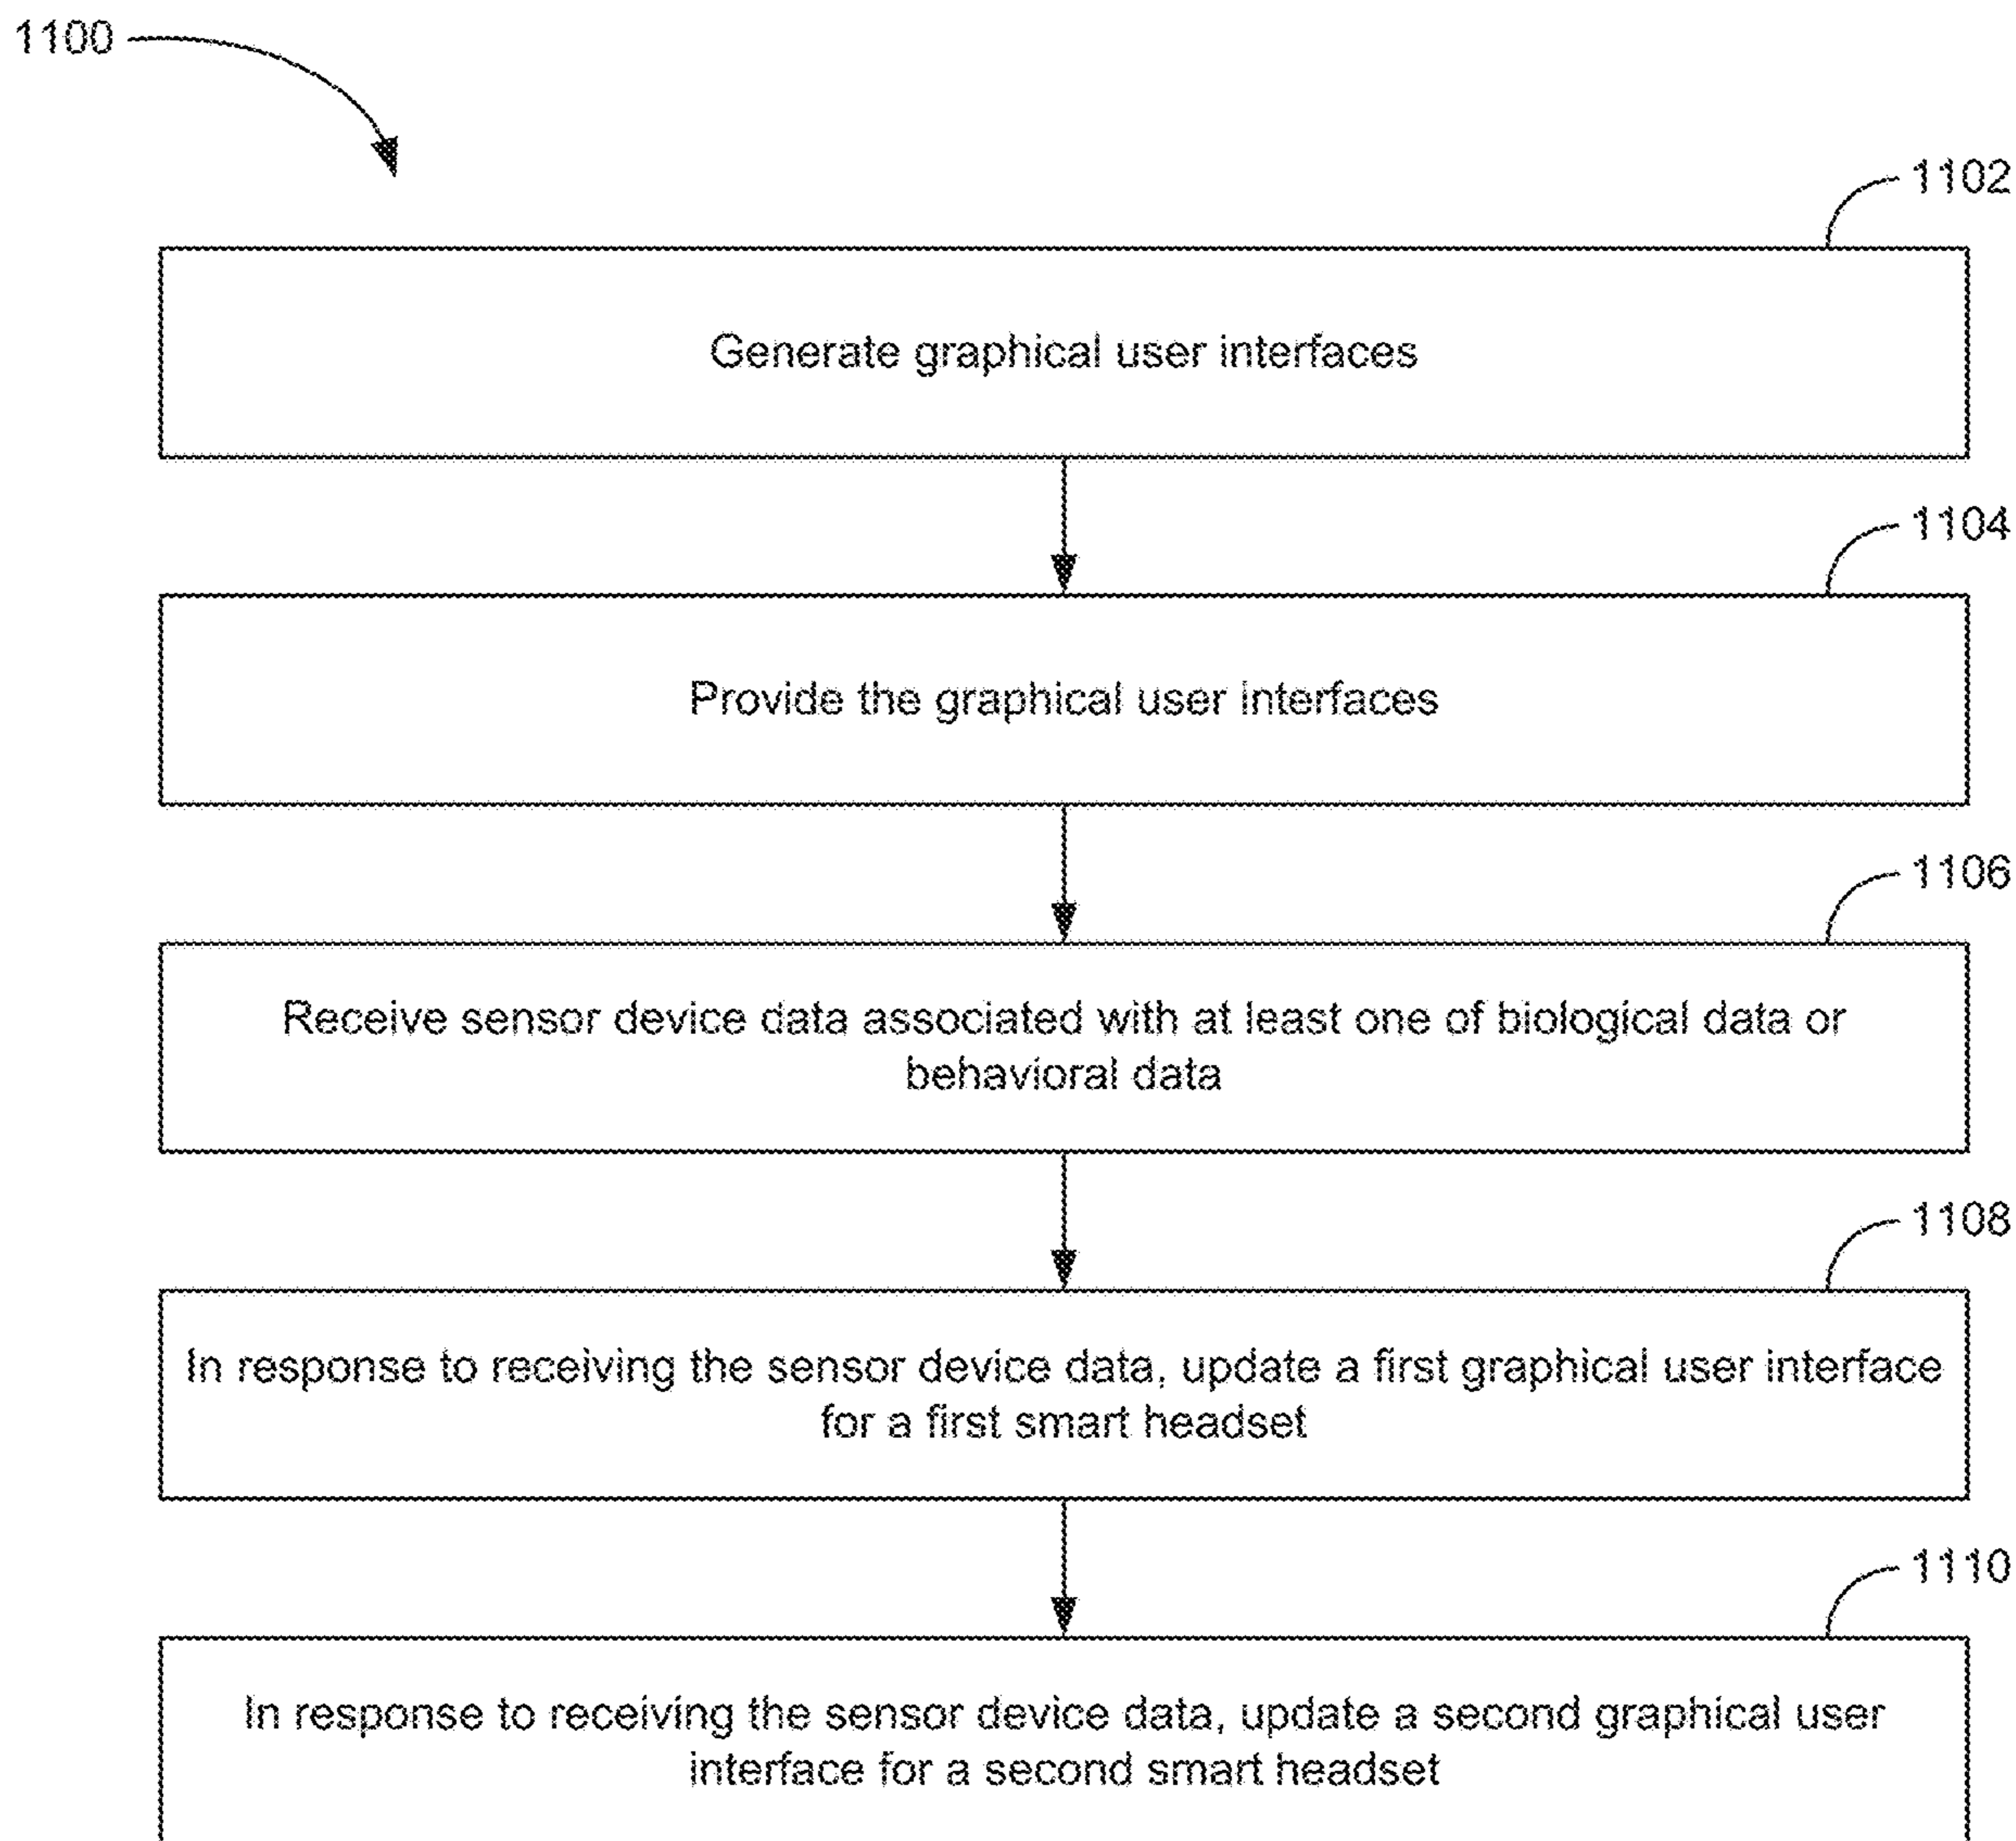 1100
1102
Generate graphical user interfaces
1104
Provide the graphical user interfaces
1106
Receive sensor device data associated with at least one of biological data or
behavioral data
1108
In response to receiving the sensor device data, update a first graphical user interface
for a first smart headset
1110
In response to receiving the sensor device data, update a second graphical user
interface for a second smart headset